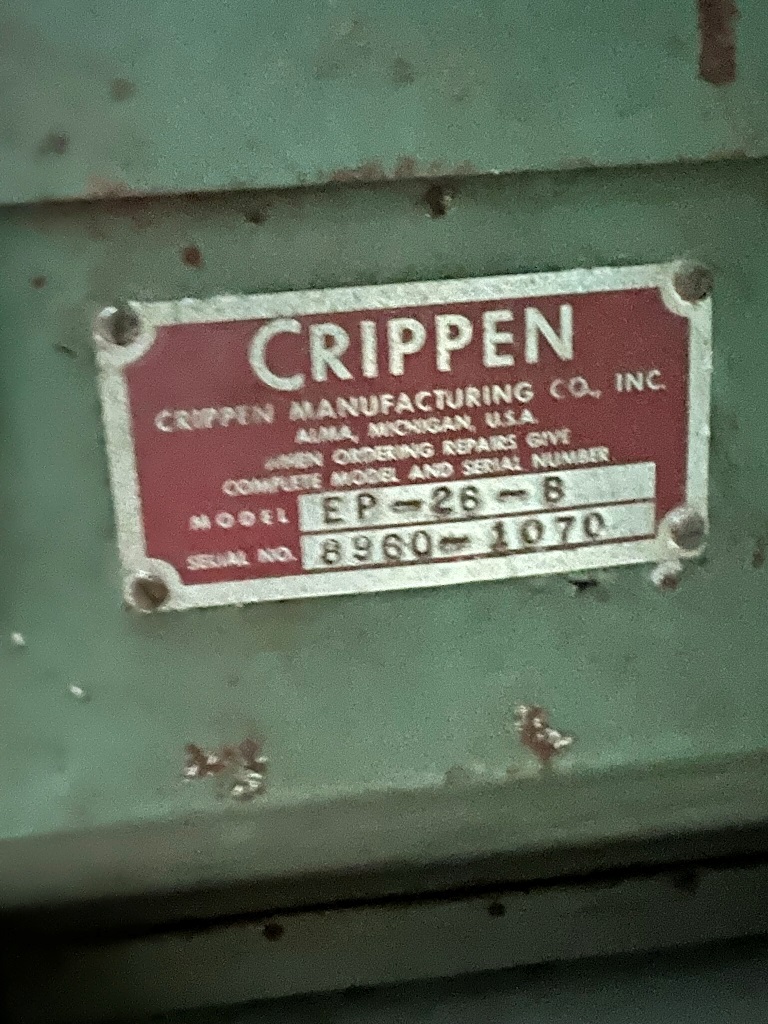 CRIPPEN
CRIPPEN MANUFACTURING CO., INC.
ALMA, MICHIGAN, U.S.A.
WHEN ORDERING REPAIRS GIVE
COMPLETE MODEL AND SERIAL NUMBER
MODEL EP-26-B
SERIAL NO. 8960-1070